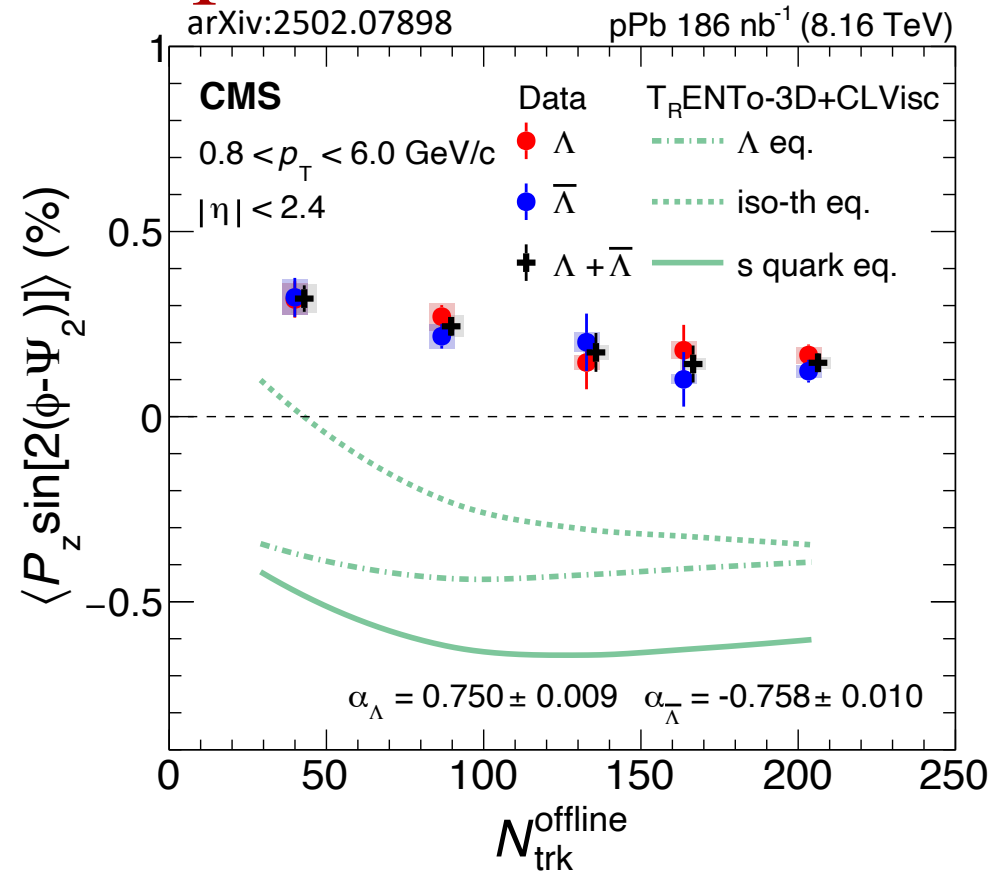 arXiv:2502.07898 pPb 186 nb⁻¹ (8.16 TeV)
CMS
0.8 < p_T < 6.0 GeV/c
|η| < 2.4
Data T_RENTo-3D+CLVisc
Λ Λ eq.
Λ̅ iso-th eq.
Λ + Λ̅ s quark eq.
⟨P_z sin[2(φ-Ψ_2)]⟩ (%)
1
0.5
0
−0.5
α_Λ = 0.750 ± 0.009 α_Λ̅ = -0.758 ± 0.010
0 50 100 150 200 250
N_trk^offline